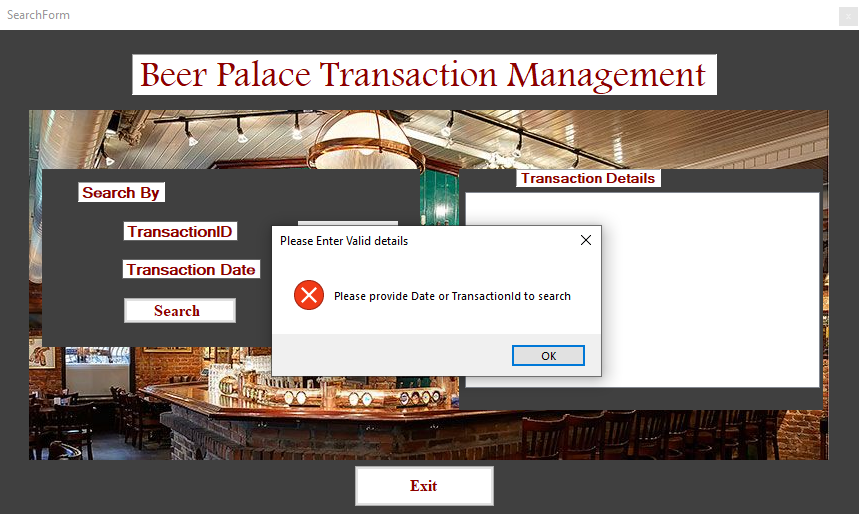 SearchForm
Beer Palace Transaction Management
Search By
Transaction Details
TransactionID
Please Enter Valid details
Transaction Date
Please provide Date or TransactionId to search
Search
OK
Exit